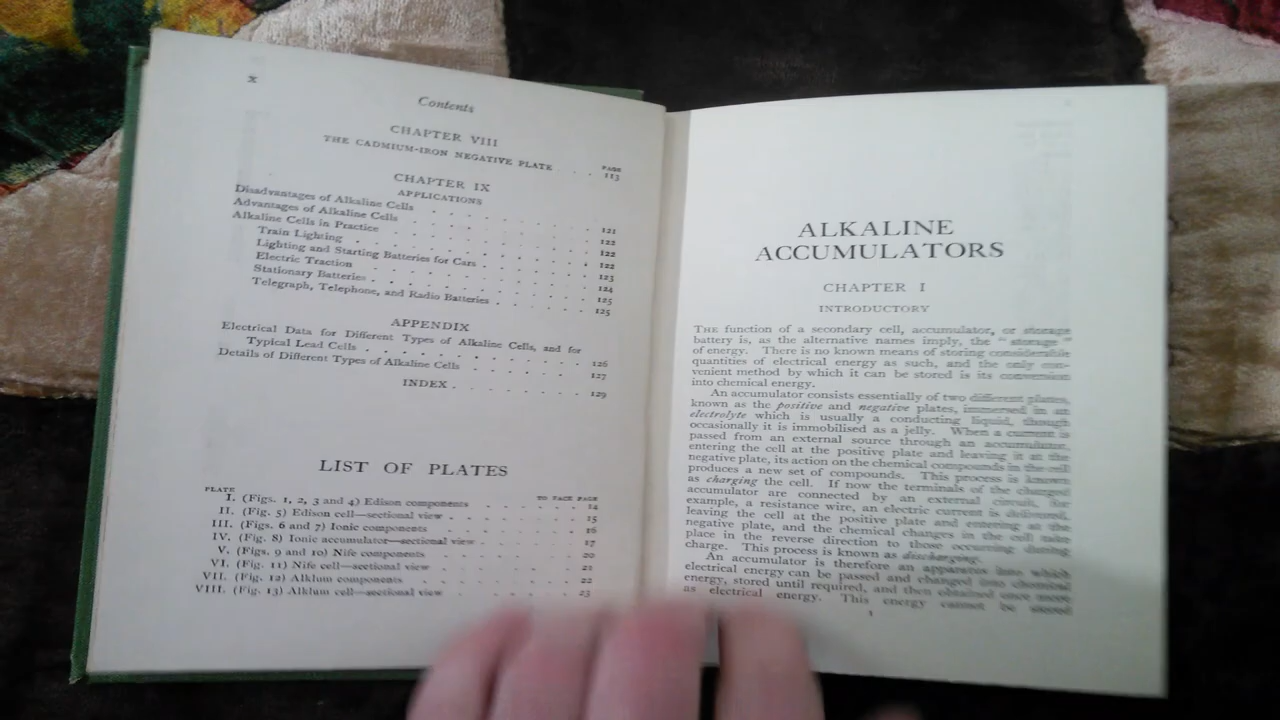 x
Contents
CHAPTER VIII
PAGE
THE CADMIUM-IRON NEGATIVE PLATE . . . . 113
CHAPTER IX
APPLICATIONS
Disadvantages of Alkaline Cells . . . . . . . . 121
Advantages of Alkaline Cells . . . . . . . . 122
Alkaline Cells in Practice . . . . . . . . 122
Train Lighting . . . . . . . . 122
Lighting and Starting Batteries for Cars . . . . . 123
Electric Traction . . . . . . . . 124
Stationary Batteries . . . . . . . . 125
Telegraph, Telephone, and Radio Batteries . . . . . 125
APPENDIX
Electrical Data for Different Types of Alkaline Cells, and for
Typical Lead Cells . . . . . . . . 126
Details of Different Types of Alkaline Cells . . . . . 127
INDEX . . . . . . 129
LIST OF PLATES
PLATE TO FACE PAGE
I. (Figs. 1, 2, 3 and 4) Edison components . . . . 14
II. (Fig. 5) Edison cell—sectional view . . . . . 15
III. (Figs. 6 and 7) Ionic components . . . . . 16
IV. (Fig. 8) Ionic accumulator—sectional view . . . . 17
V. (Figs. 9 and 10) Nife components . . . . . 20
VI. (Fig. 11) Nife cell—sectional view . . . . . 21
VII. (Fig. 12) Alklum components . . . . . 22
VIII. (Fig. 13) Alklum cell—sectional view . . . . . 23
ALKALINE
ACCUMULATORS
CHAPTER I
INTRODUCTORY
THE function of a secondary cell, accumulator, or storage
battery is, as the alternative names imply, the “ storage ”
of energy. There is no known means of storing considerable
quantities of electrical energy as such, and the only con-
venient method by which it can be stored is its conversion
into chemical energy.
An accumulator consists essentially of two different plates,
known as the positive and negative plates, immersed in an
electrolyte which is usually a conducting liquid, though
occasionally it is immobilised as a jelly. When a current is
passed from an external source through an accumulator,
entering the cell at the positive plate and leaving it at the
negative plate, its action on the chemical compounds in the cell
produces a new set of compounds. This process is known
as charging the cell. If now the terminals of the charged
accumulator are connected by an external circuit, for
example, a resistance wire, an electric current is delivered,
leaving the cell at the positive plate and entering at the
negative plate, and the chemical changes in the cell take
place in the reverse direction to those occurring during
charge. This process is known as discharging.
An accumulator is therefore an apparatus into which
electrical energy can be passed and changed into chemical
energy, stored until required, and then obtained once more
as electrical energy. This energy cannot be stored
1